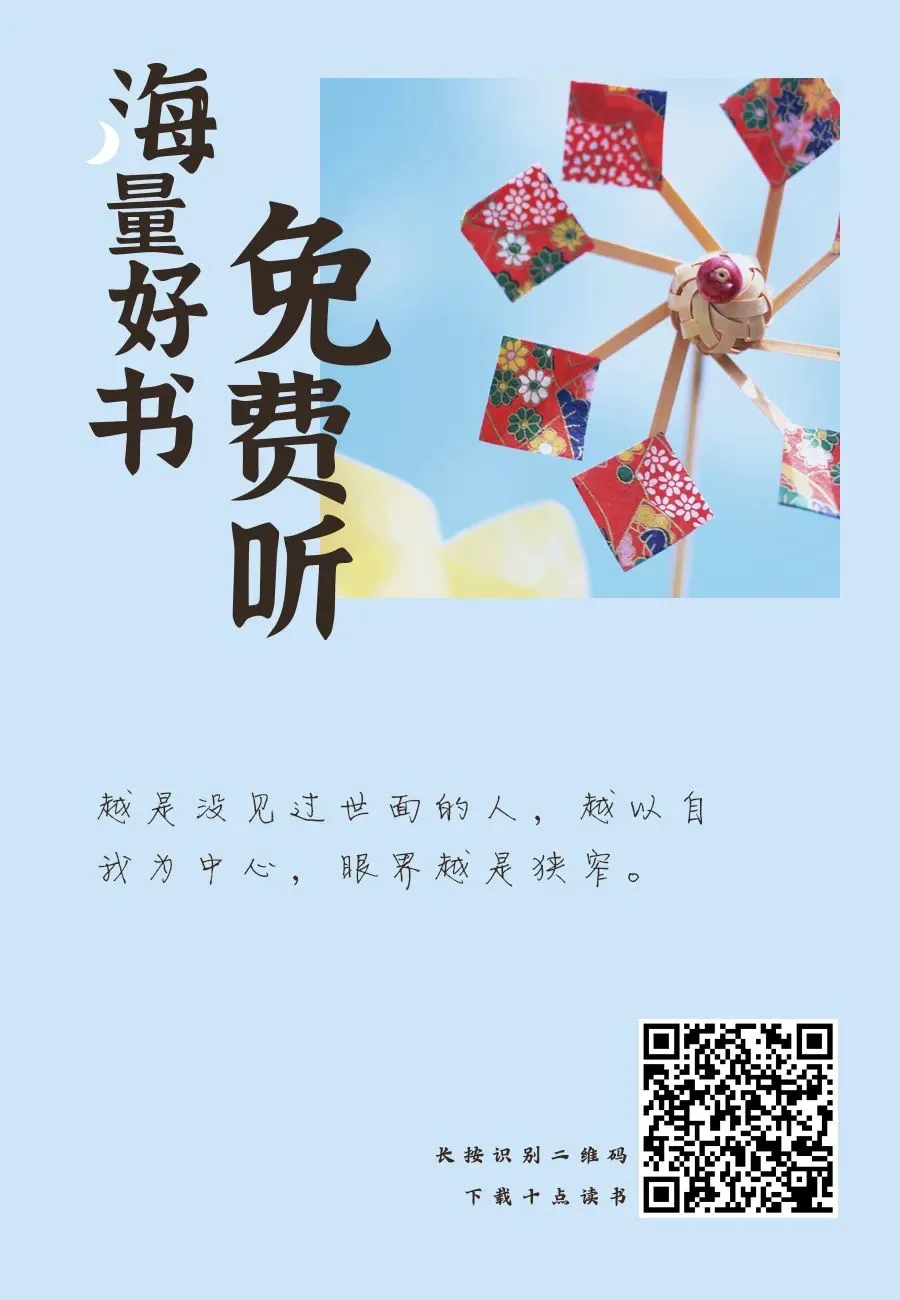 海量好书
免费听
越是没见过世面的人，越以自
我为中心，眼界越是狭窄。
长按识别二维码
下载十点读书